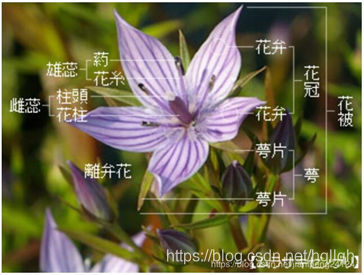 花弁
葯
雄蕊
花糸
花冠
柱頭
雌蕊
花柱
花弁
花被
萼片
離弁花
萼
萼片
https://blog.csdn.net/hgllch